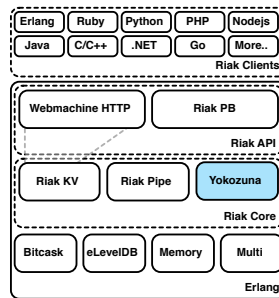 Erlang Ruby Python PHP Nodejs
Java C/C++ .NET Go More..
Riak Clients
Webmachine HTTP Riak PB
Riak API
Riak KV Riak Pipe Yokozuna
Riak Core
Bitcask eLevelDB Memory Multi
Erlang